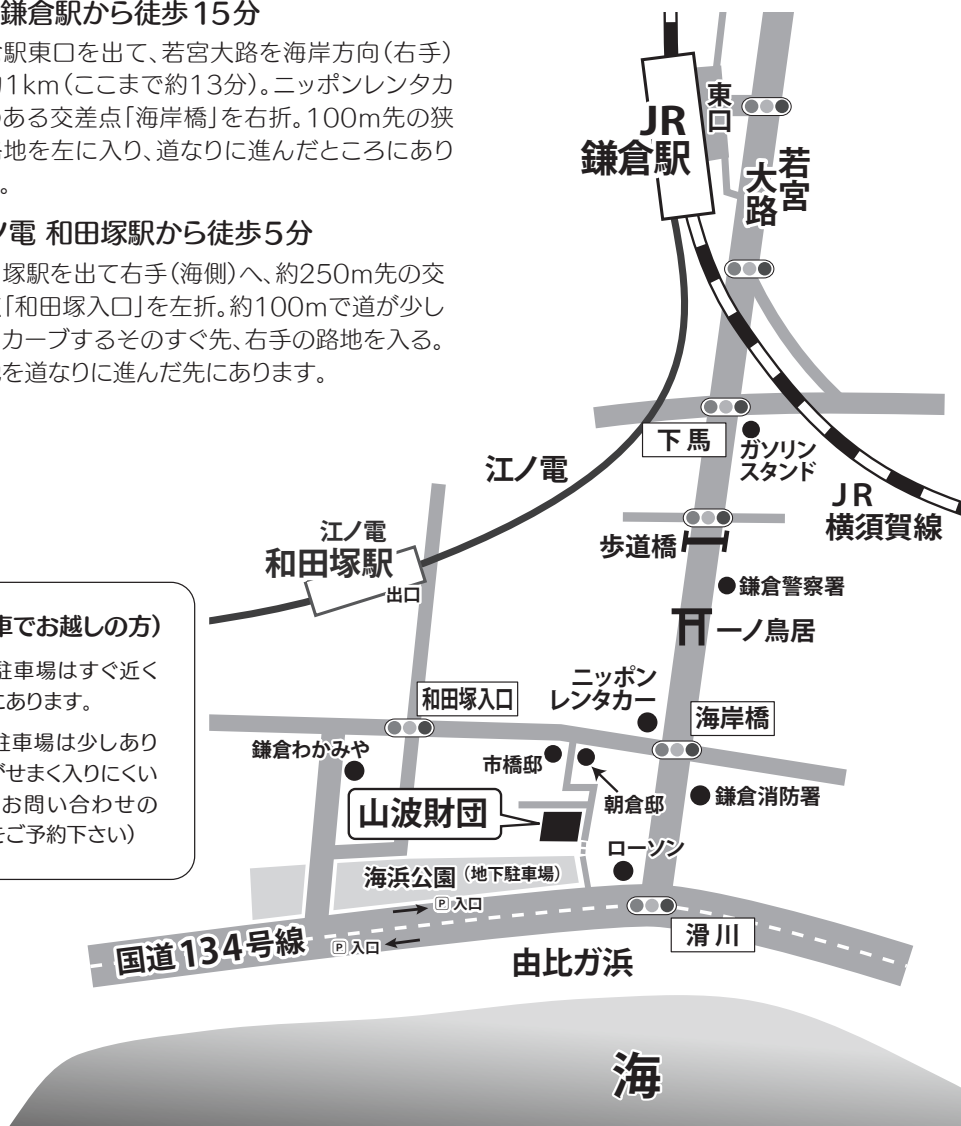 鎌倉駅から徒歩15分
駅東口を出て、若宮大路を海岸方向(右手)
1km(ここまで約13分)。ニッポンレンタカ
ある交差点「海岸橋」を右折。100m先の狭
地を左に入り、道なりに進んだところにあり
。
電 和田塚駅から徒歩5分
塚駅を出て右手(海側)へ、約250m先の交
「和田塚入口」を左折。約100mで道が少し
カーブするそのすぐ先、右手の路地を入る。
を道なりに進んだ先にあります。
車でお越しの方)
駐車場はすぐ近く
にあります。
駐車場は少しあり
がせまく入りにくい
お問い合わせの
をご予約下さい)
東口
JR
鎌倉駅
若宮
大路
下馬
ガソリン
スタンド
江ノ電
JR
横須賀線
江ノ電
和田塚駅
出口
歩道橋
鎌倉警察署
一ノ鳥居
ニッポン
レンタカー
和田塚入口
海岸橋
鎌倉わかみや
市橋邸
朝倉邸
鎌倉消防署
山波財団
ローソン
海浜公園(地下駐車場)
P 入口
P 入口
国道134号線
滑川
由比ガ浜
海